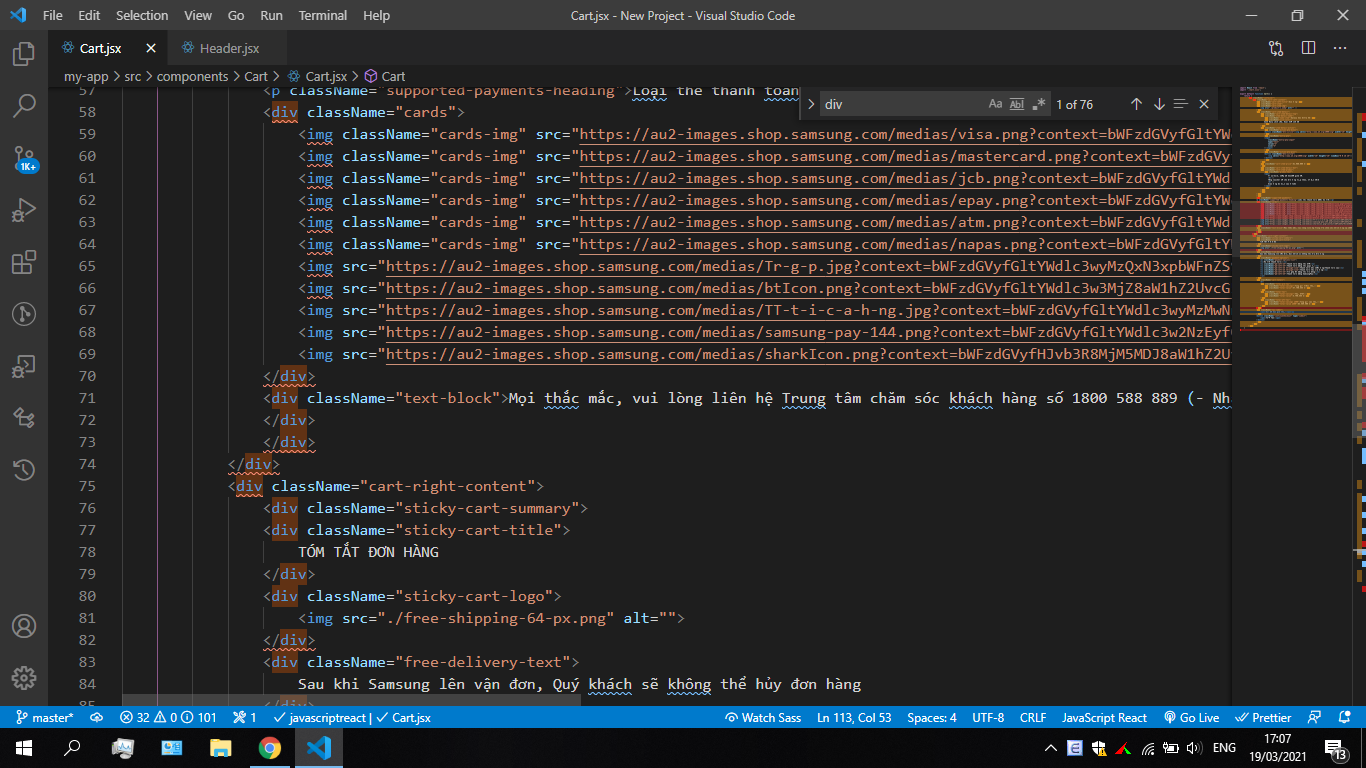 File Edit Selection View Go Run Terminal Help Cart.jsx - New Project - Visual Studio Code
Cart.jsx Header.jsx
my-app > src > components > Cart > Cart.jsx > Cart
div Aa Abl .* 1 of 76
57 <p className="supported-payments-heading">Loại thẻ thanh toán
58 <div className="cards">
59 <img className="cards-img" src="https://au2-images.shop.samsung.com/medias/visa.png?context=bWFzdGVyfGltYW
60 <img className="cards-img" src="https://au2-images.shop.samsung.com/medias/mastercard.png?context=bWFzdGVy
61 <img className="cards-img" src="https://au2-images.shop.samsung.com/medias/jcb.png?context=bWFzdGVyfGltYWd
62 <img className="cards-img" src="https://au2-images.shop.samsung.com/medias/epay.png?context=bWFzdGVyfGltYW
63 <img className="cards-img" src="https://au2-images.shop.samsung.com/medias/atm.png?context=bWFzdGVyfGltYWd
64 <img className="cards-img" src="https://au2-images.shop.samsung.com/medias/napas.png?context=bWFzdGVyfGltY
65 <img src="https://au2-images.shop.samsung.com/medias/Tr-g-p.jpg?context=bWFzdGVyfGltYWdlc3wyMzQxN3xpbWFnZS
66 <img src="https://au2-images.shop.samsung.com/medias/btIcon.png?context=bWFzdGVyfGltYWdlc3w3MjZ8aW1hZ2UvcG
67 <img src="https://au2-images.shop.samsung.com/medias/TT-t-i-c-a-h-ng.jpg?context=bWFzdGVyfGltYWdlc3wyMzMwN
68 <img src="https://au2-images.shop.samsung.com/medias/samsung-pay-144.png?context=bWFzdGVyfGltYWdlc3w2NzEyf
69 <img src="https://au2-images.shop.samsung.com/medias/sharkIcon.png?context=bWFzdGVyfHJvb3R8MjM5MDJ8aW1hZ2U
70 </div>
71 <div className="text-block">Mọi thắc mắc, vui lòng liên hệ Trung tâm chăm sóc khách hàng số 1800 588 889 (- Nh
72 </div>
73 </div>
74 </div>
75 <div className="cart-right-content">
76 <div className="sticky-cart-summary">
77 <div className="sticky-cart-title">
78 TÓM TẮT ĐƠN HÀNG
79 </div>
80 <div className="sticky-cart-logo">
81 <img src="./free-shipping-64-px.png" alt="">
82 </div>
83 <div className="free-delivery-text">
84 Sau khi Samsung lên vận đơn, Quý khách sẽ không thể hủy đơn hàng
85 </div>
1K+
master* 32 0 101 1 javascriptreact | Cart.jsx Watch Sass Ln 113, Col 53 Spaces: 4 UTF-8 CRLF JavaScript React Go Live Prettier
ENG 17:07
19/03/2021 13